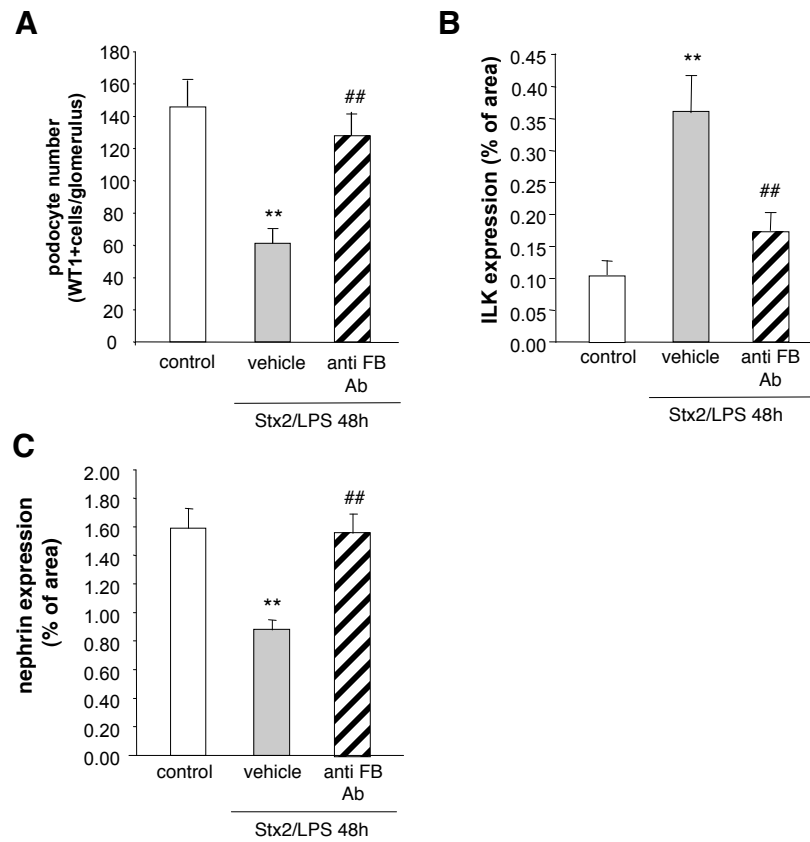 A
180
160
140
120
100
80
60
40
20
0
podocyte number
(WT1+cells/glomerulus)
**
##
control
vehicle
anti FB
Ab
Stx2/LPS 48h
B
0.45
0.40
0.35
0.30
0.25
0.20
0.15
0.10
0.05
0.00
ILK expression (% of area)
**
##
control
vehicle
anti FB
Ab
Stx2/LPS 48h
C
2.00
1.80
1.60
1.40
1.20
1.00
0.80
0.60
0.40
0.20
0.00
nephrin expression
(% of area)
**
##
control
vehicle
anti FB
Ab
Stx2/LPS 48h